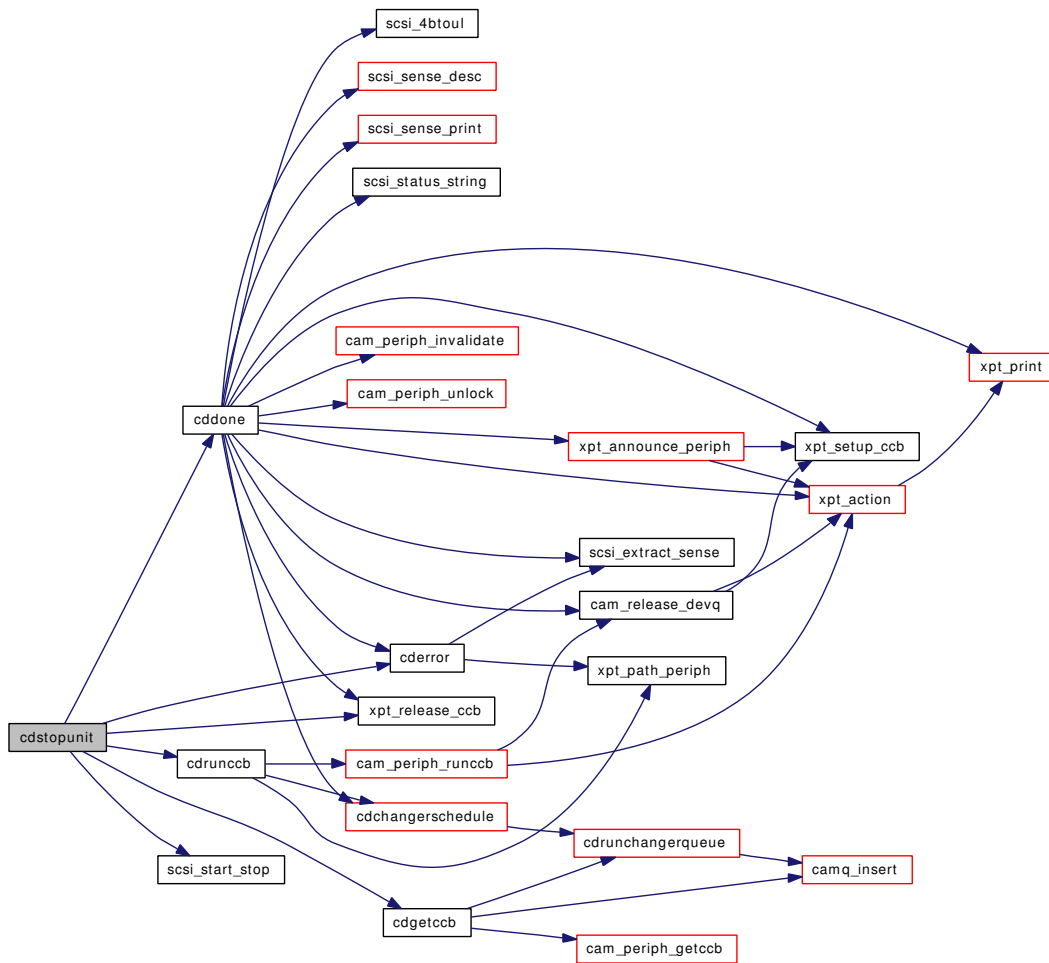 scsi_4btoul
scsi_sense_desc
scsi_sense_print
scsi_status_string
cam_periph_invalidate
xpt_print
cam_periph_unlock
cddone
xpt_announce_periph
xpt_setup_ccb
xpt_action
scsi_extract_sense
cam_release_devq
cderror
xpt_path_periph
xpt_release_ccb
cdstopunit
cdrunccb
cam_periph_runccb
cdchangerschedule
cdrunchangerqueue
scsi_start_stop
camq_insert
cdgetccb
cam_periph_getccb